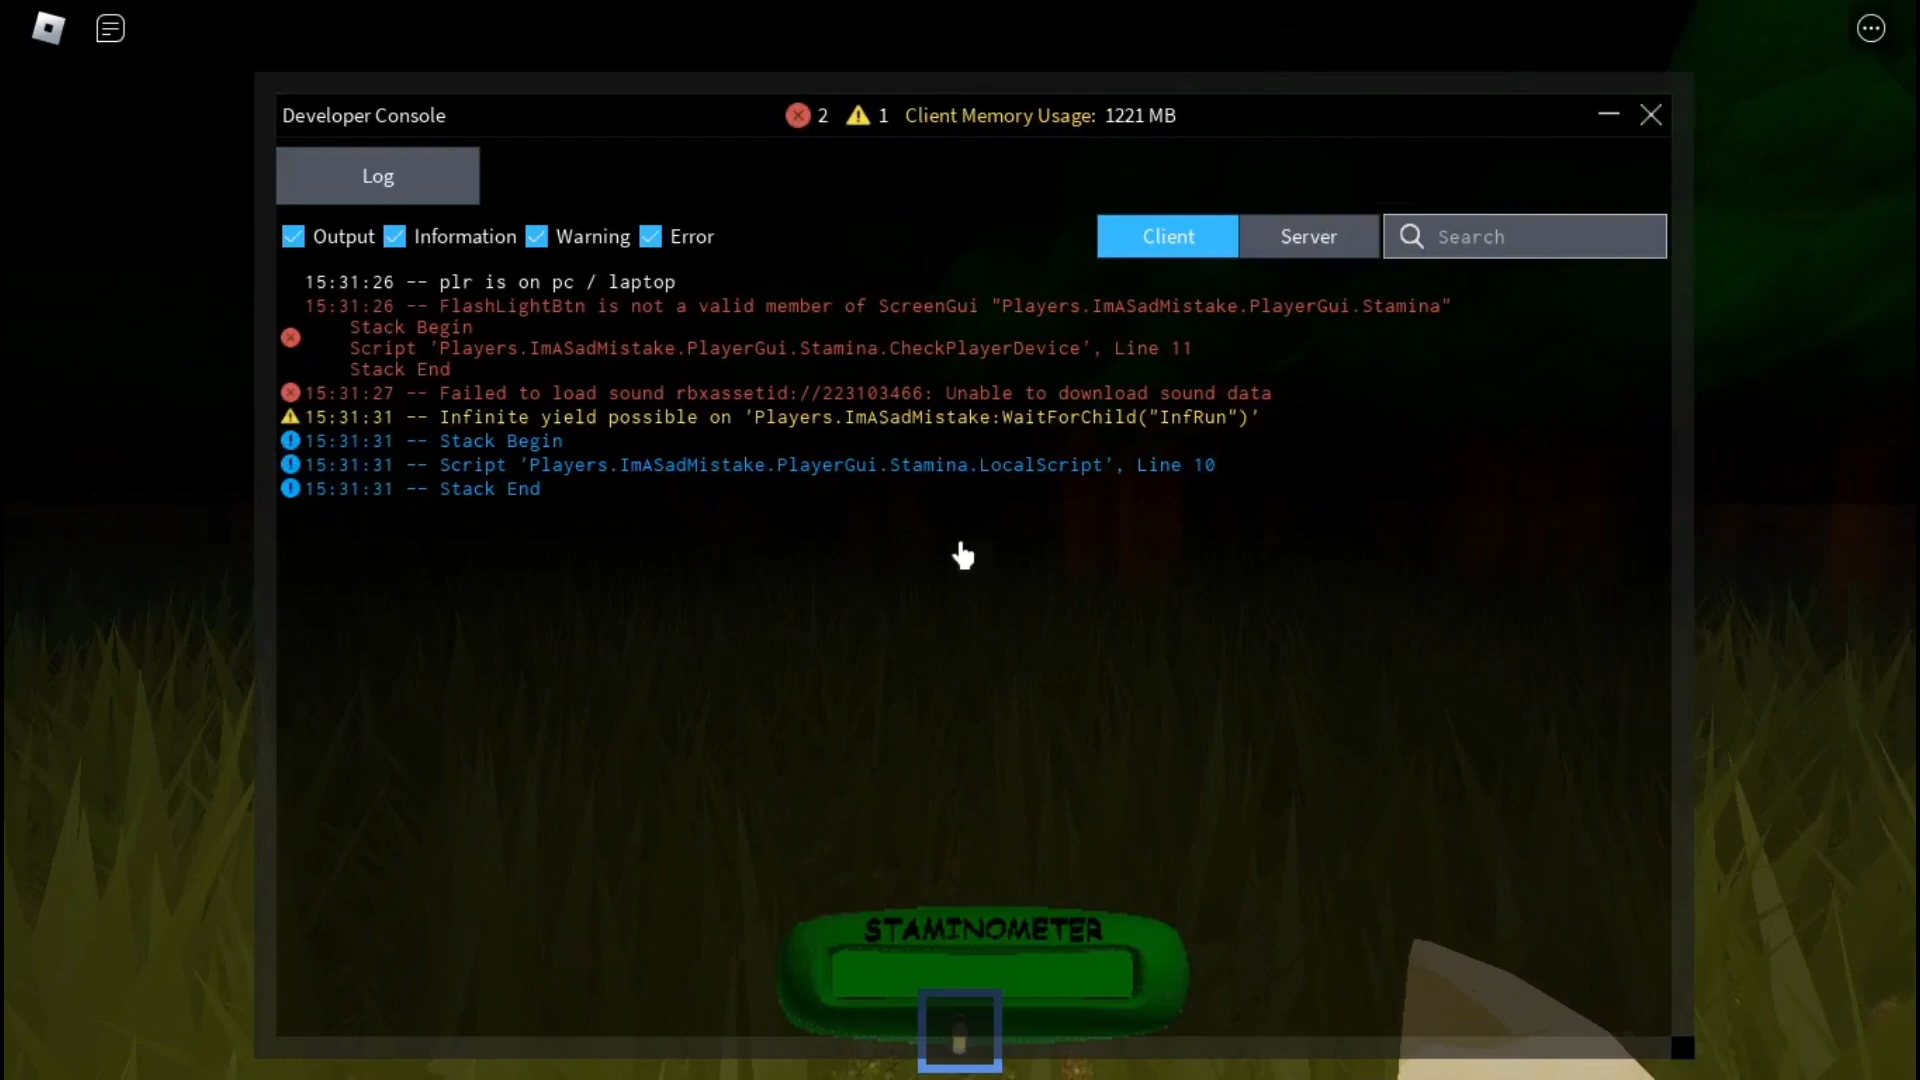 Developer Console
2 1 Client Memory Usage: 1221 MB
Log
Output Information Warning Error
Client Server Search
15:31:26 -- plr is on pc / laptop
15:31:26 -- FlashLightBtn is not a valid member of ScreenGui "Players.ImASadMistake.PlayerGui.Stamina"
Stack Begin
Script 'Players.ImASadMistake.PlayerGui.Stamina.CheckPlayerDevice', Line 11
Stack End
15:31:27 -- Failed to load sound rbxassetid://223103466: Unable to download sound data
15:31:31 -- Infinite yield possible on 'Players.ImASadMistake:WaitForChild("InfRun")'
15:31:31 -- Stack Begin
15:31:31 -- Script 'Players.ImASadMistake.PlayerGui.Stamina.LocalScript', Line 10
15:31:31 -- Stack End
STAMINOMETER